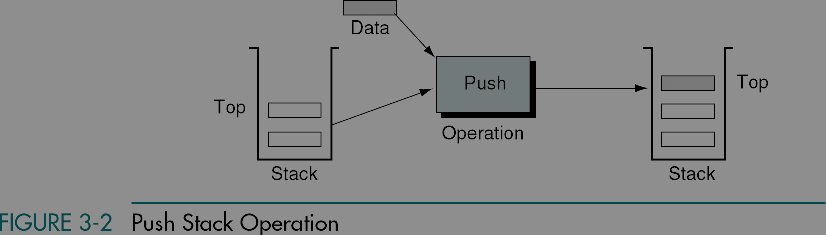 Data
Push
Top
Top
Operation
Stack
Stack
FIGURE 3-2 Push Stack Operation